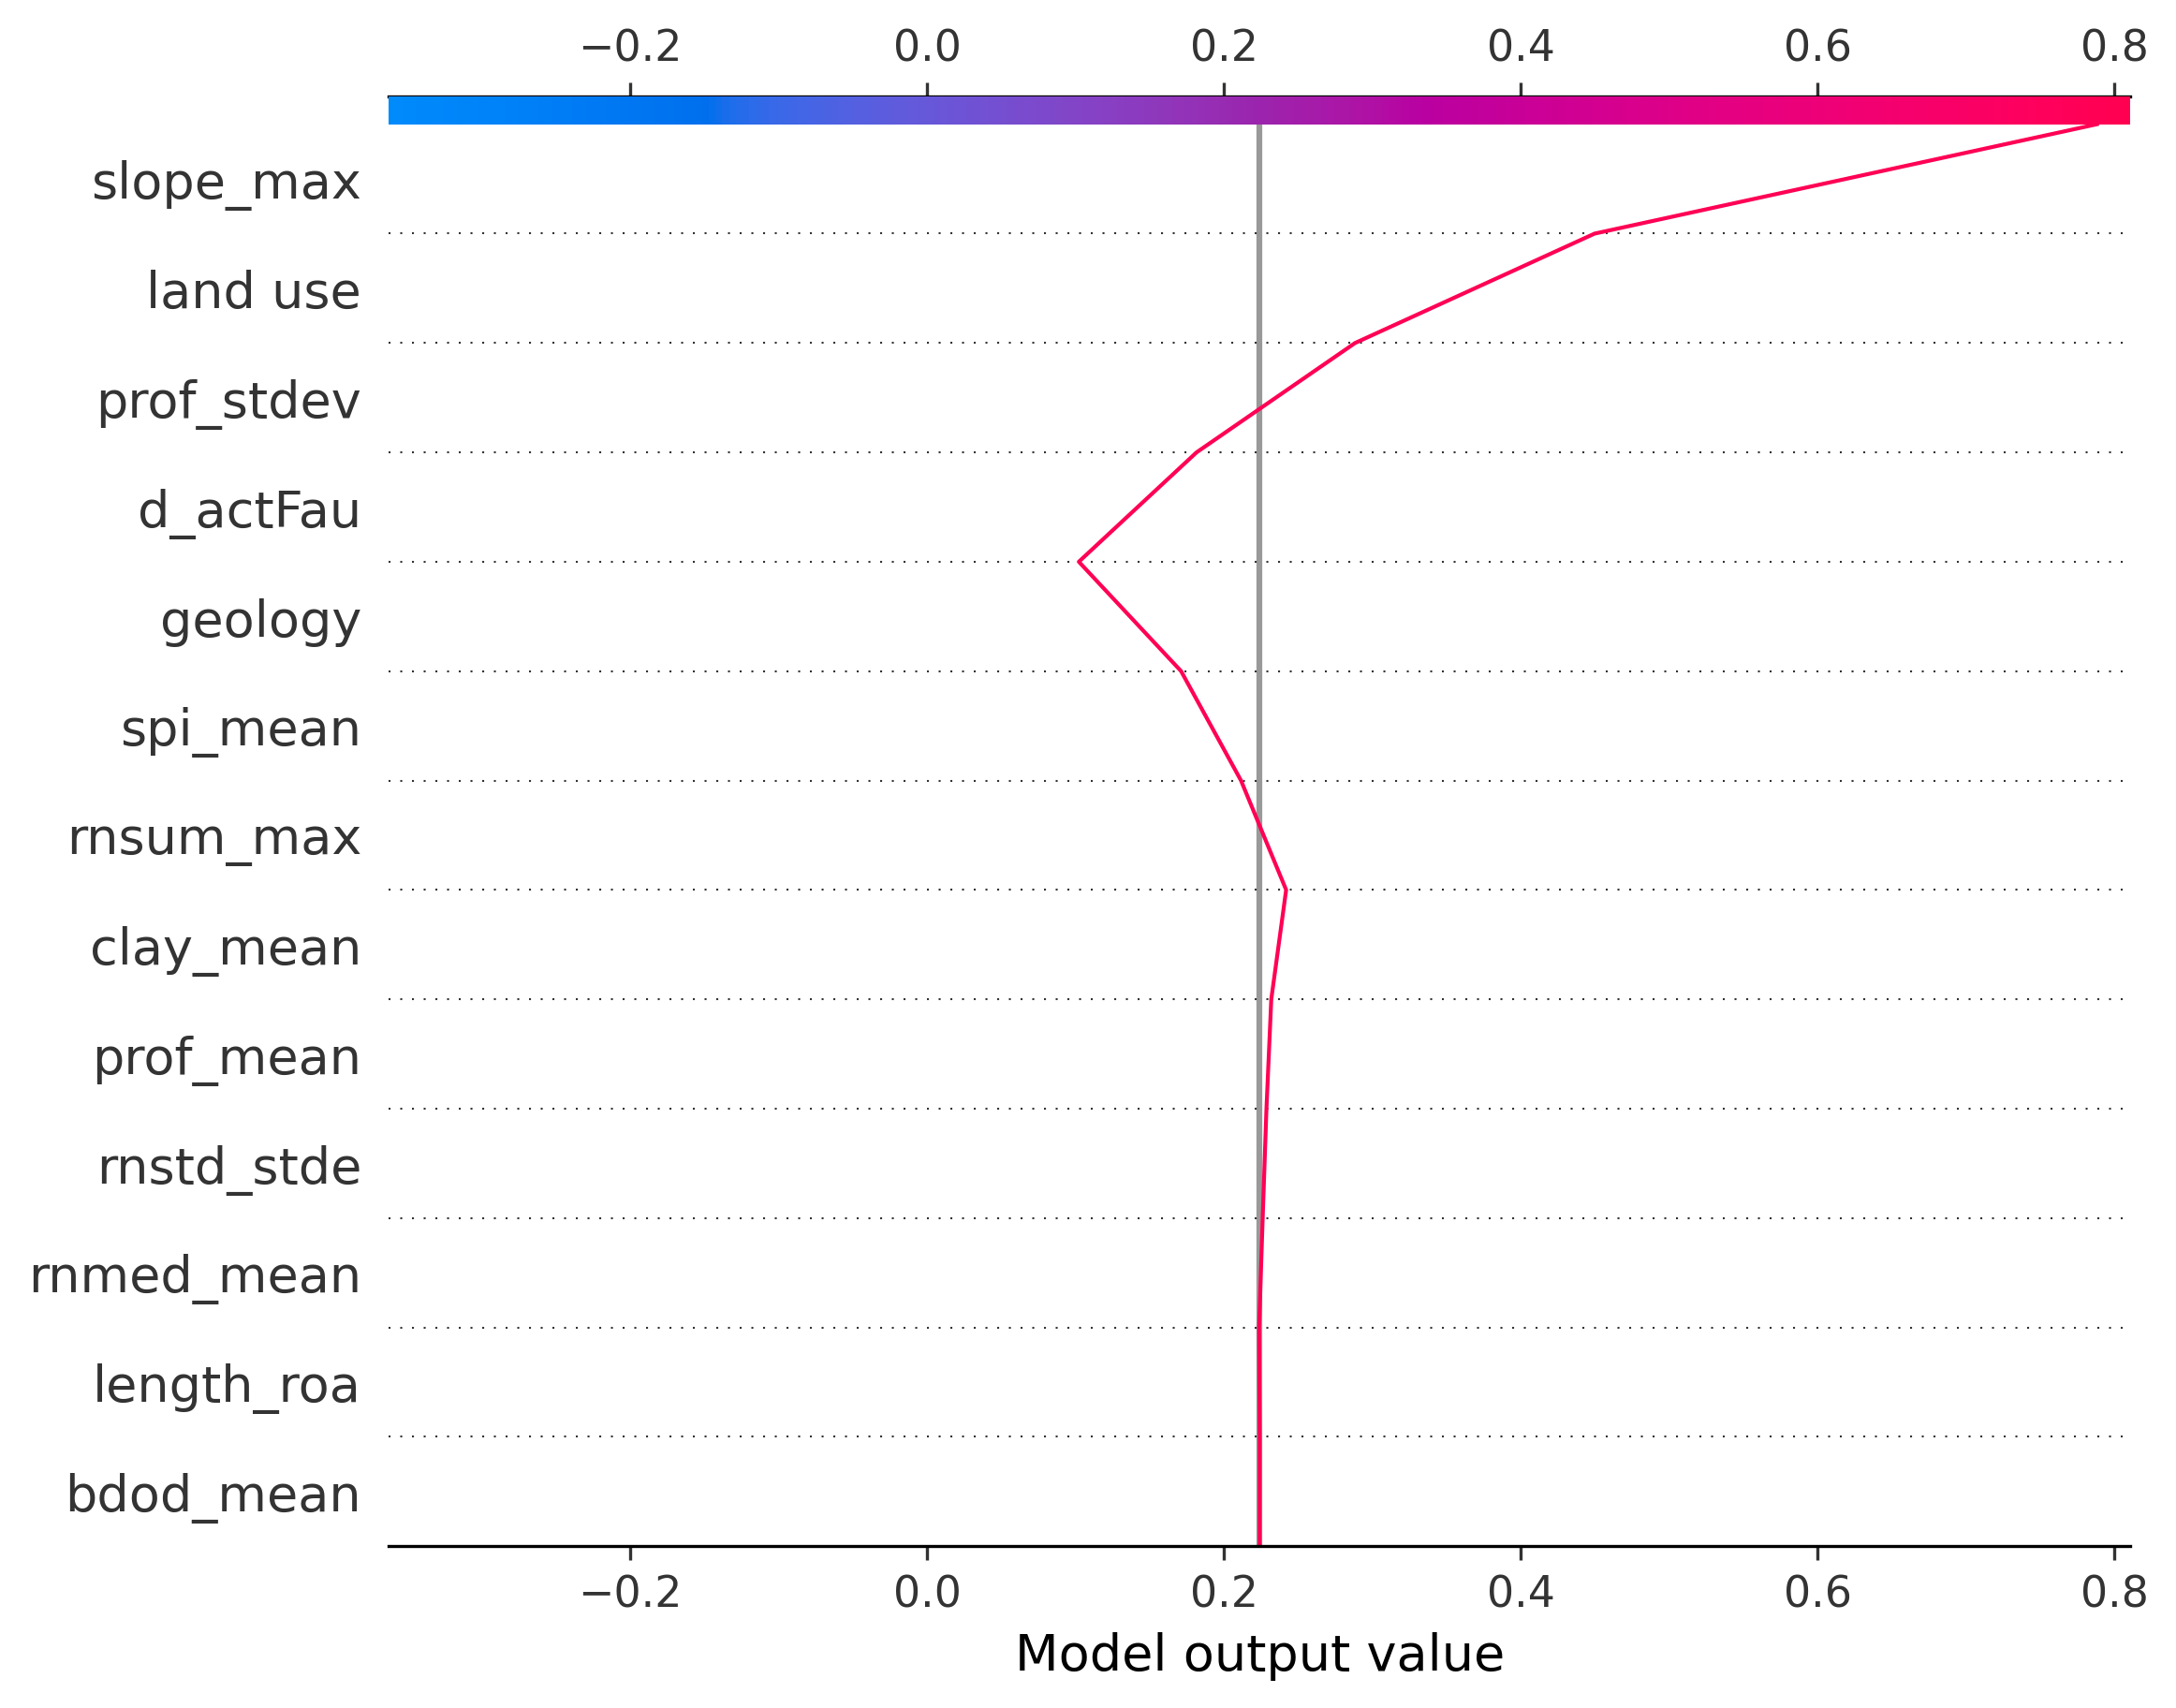 −0.2 0.0 0.2 0.4 0.6 0.8
slope_max
land use
prof_stdev
d_actFau
geology
spi_mean
rnsum_max
clay_mean
prof_mean
rnstd_stde
rnmed_mean
length_roa
bdod_mean
−0.2 0.0 0.2 0.4 0.6 0.8
Model output value